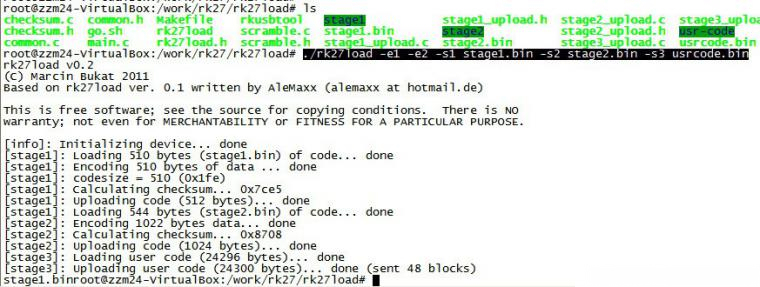 root@zzm24-VirtualBox:/work/rk27/rk27load# ls
checksum.c common.h Makefile rkusbtool stage1 stage1_upload.h stage2_upload.c stage3_uploa
checksum.h go.sh rk27load scramble.c stage1.bin stage2 stage2_upload.h usr-code
common.c main.c rk27load.h scramble.h stage1_upload.c stage2.bin stage3_upload.c usrcode.bin
root@zzm24-VirtualBox:/work/rk27/rk27load# ./rk27load -e1 -e2 -s1 stage1.bin -s2 stage2.bin -s3 usrcode.bin
rk27load v0.2
(C) Marcin Bukat 2011
Based on rk27load ver. 0.1 written by AleMaxx (alemaxx at hotmail.de)
This is free software; see the source for copying conditions. There is NO
warranty; not even for MERCHANTABILITY or FITNESS FOR A PARTICULAR PURPOSE.
[info]: Initializing device... done
[stage1]: Loading 510 bytes (stage1.bin) of code... done
[stage1]: Encoding 510 bytes of data ... done
[stage1]: codesize = 510 (0x1fe)
[stage1]: Calculating checksum... 0x7ce5
[stage1]: Uploading code (512 bytes)... done
[stage1]: Loading 544 bytes (stage2.bin) of code... done
[stage2]: Encoding 1022 bytes data... done
[stage2]: Calculating checksum... 0x8708
[stage2]: Uploading code (1024 bytes)... done
[stage3]: Loading user code (24296 bytes)... done
[stage3]: Uploading user code (24300 bytes)... done (sent 48 blocks)
stage1.binroot@zzm24-VirtualBox:/work/rk27/rk27load#